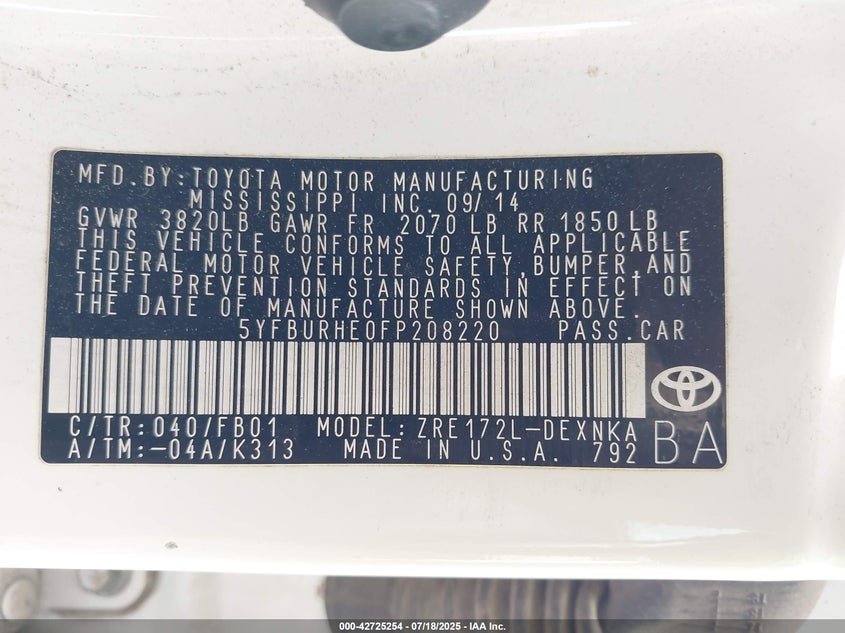 MFD.BY:TOYOTA MOTOR MANUFACTURING
MISSISSIPPI INC. 09/14
GVWR 3820LB GAWR FR 2070 LB RR 1850 LB
THIS VEHICLE CONFORMS TO ALL APPLICABLE
FEDERAL MOTOR VEHICLE SAFETY,BUMPER,AND
THEFT PREVENTION STANDARDS IN EFFECT ON
THE DATE OF MANUFACTURE SHOWN ABOVE.
5YFBURHE0FP208220 PASS.CAR
C/TR:040/FB01 MODEL:ZRE172L-DEXNKA
A/TM:-04A/K313 MADE IN U.S.A. 792 BA
000-42725254 - 07/18/2025 - IAA Inc.